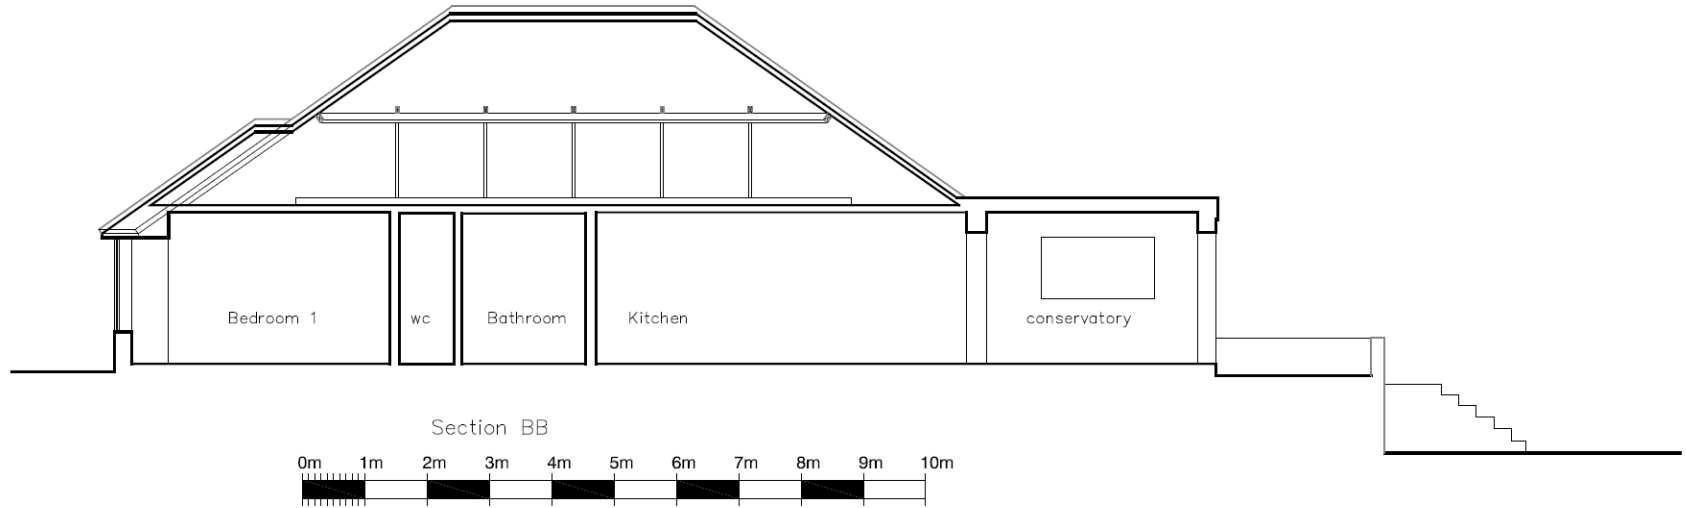 Bedroom 1 wc Bathroom Kitchen conservatory
Section BB
0m 1m 2m 3m 4m 5m 6m 7m 8m 9m 10m